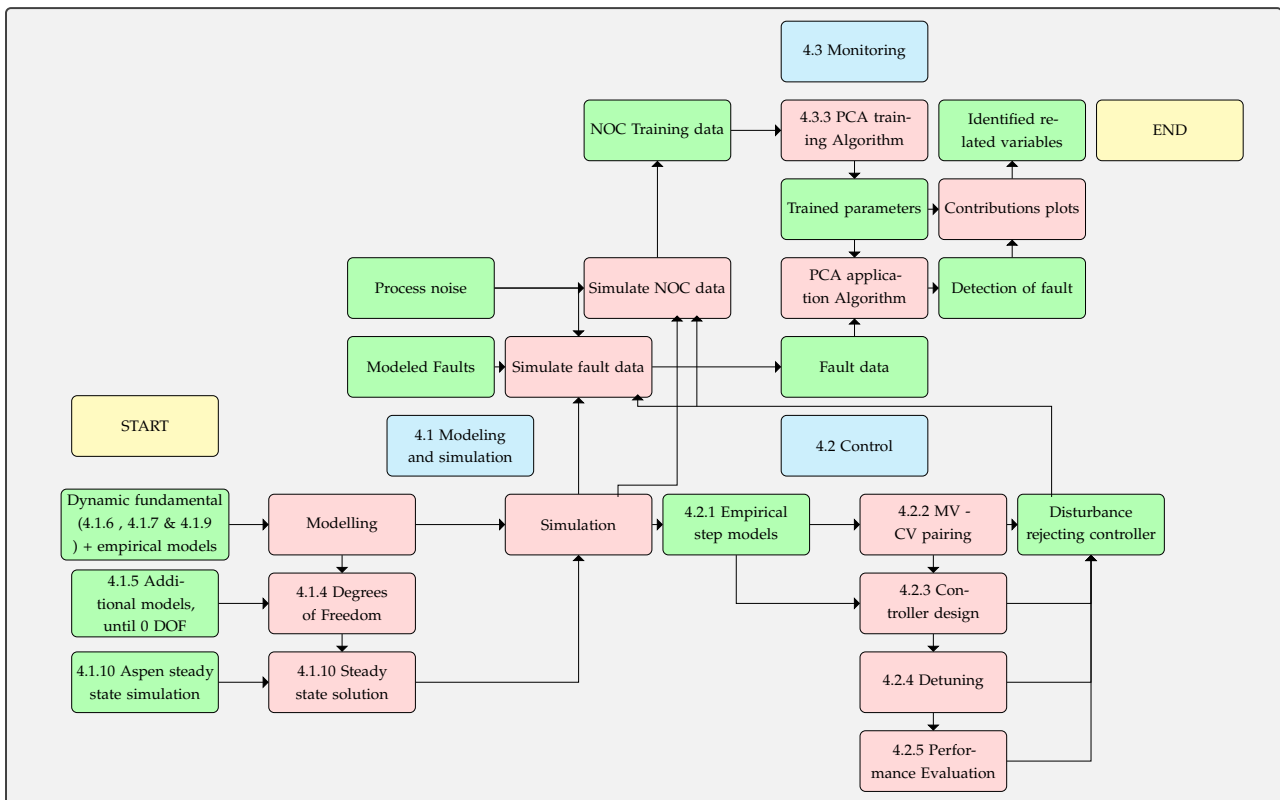 4.3 Monitoring
NOC Training data
4.3.3 PCA train-
ing Algorithm
Identified re-
lated variables
END
Trained parameters
Contributions plots
Process noise
Simulate NOC data
PCA applica-
tion Algorithm
Detection of fault
Modeled Faults
Simulate fault data
Fault data
START
4.1 Modeling
and simulation
4.2 Control
Dynamic fundamental
(4.1.6 , 4.1.7 & 4.1.9
) + empirical models
Modelling
Simulation
4.2.1 Empirical
step models
4.2.2 MV -
CV pairing
Disturbance
rejecting controller
4.1.5 Addi-
tional models,
until 0 DOF
4.1.4 Degrees
of Freedom
4.2.3 Con-
troller design
4.1.10 Aspen steady
state simulation
4.1.10 Steady
state solution
4.2.4 Detuning
4.2.5 Perfor-
mance Evaluation